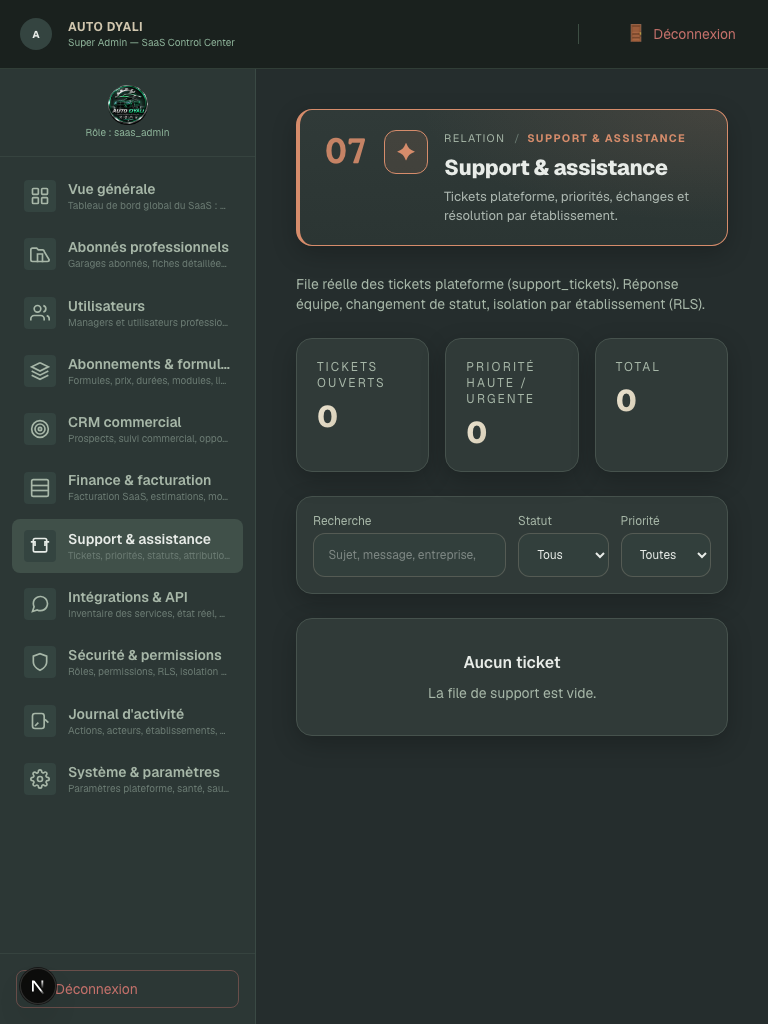 A
AUTO DYALI
Super Admin — SaaS Control Center
Déconnexion
AUTO DYALI
Rôle : saas_admin
Vue générale
Tableau de bord global du SaaS : ...
Abonnés professionnels
Garages abonnés, fiches détaillée...
Utilisateurs
Managers et utilisateurs professio...
Abonnements & formul...
Formules, prix, durées, modules, li...
CRM commercial
Prospects, suivi commercial, oppo...
Finance & facturation
Facturation SaaS, estimations, mo...
Support & assistance
Tickets, priorités, statuts, attributio...
Intégrations & API
Inventaire des services, état réel, ...
Sécurité & permissions
Rôles, permissions, RLS, isolation ...
Journal d'activité
Actions, acteurs, établissements, ...
Système & paramètres
Paramètres plateforme, santé, sau...
N
Déconnexion
07
RELATION / SUPPORT & ASSISTANCE
Support & assistance
Tickets plateforme, priorités, échanges et
résolution par établissement.
File réelle des tickets plateforme (support_tickets). Réponse
équipe, changement de statut, isolation par établissement (RLS).
TICKETS
OUVERTS
0
PRIORITÉ
HAUTE /
URGENTE
0
TOTAL
0
Recherche
Statut
Priorité
Sujet, message, entreprise,
Tous
Toutes
Aucun ticket
La file de support est vide.